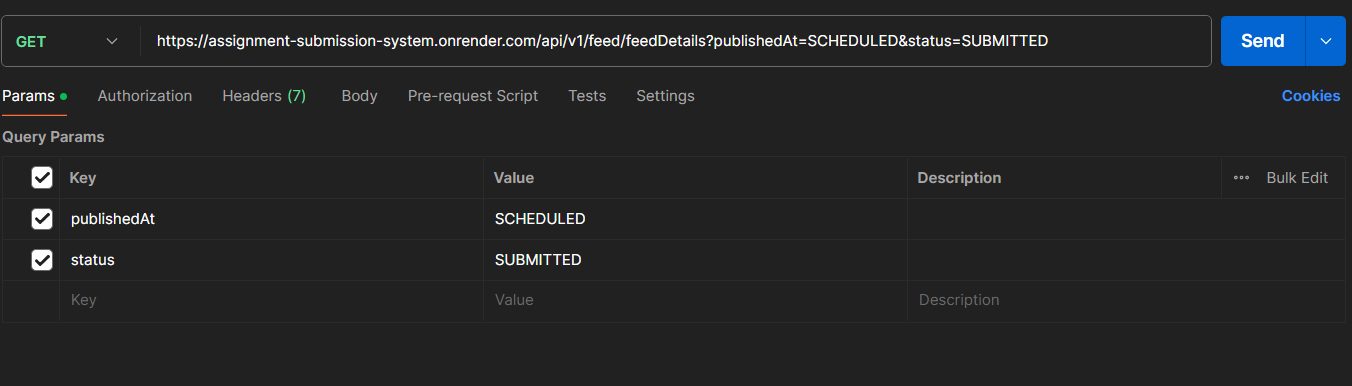 GET https://assignment-submission-system.onrender.com/api/v1/feed/feedDetails?publishedAt=SCHEDULED&status=SUBMITTED Send
Params Authorization Headers (7) Body Pre-request Script Tests Settings Cookies
Query Params
Key Value Description Bulk Edit
publishedAt SCHEDULED
status SUBMITTED
Key Value Description